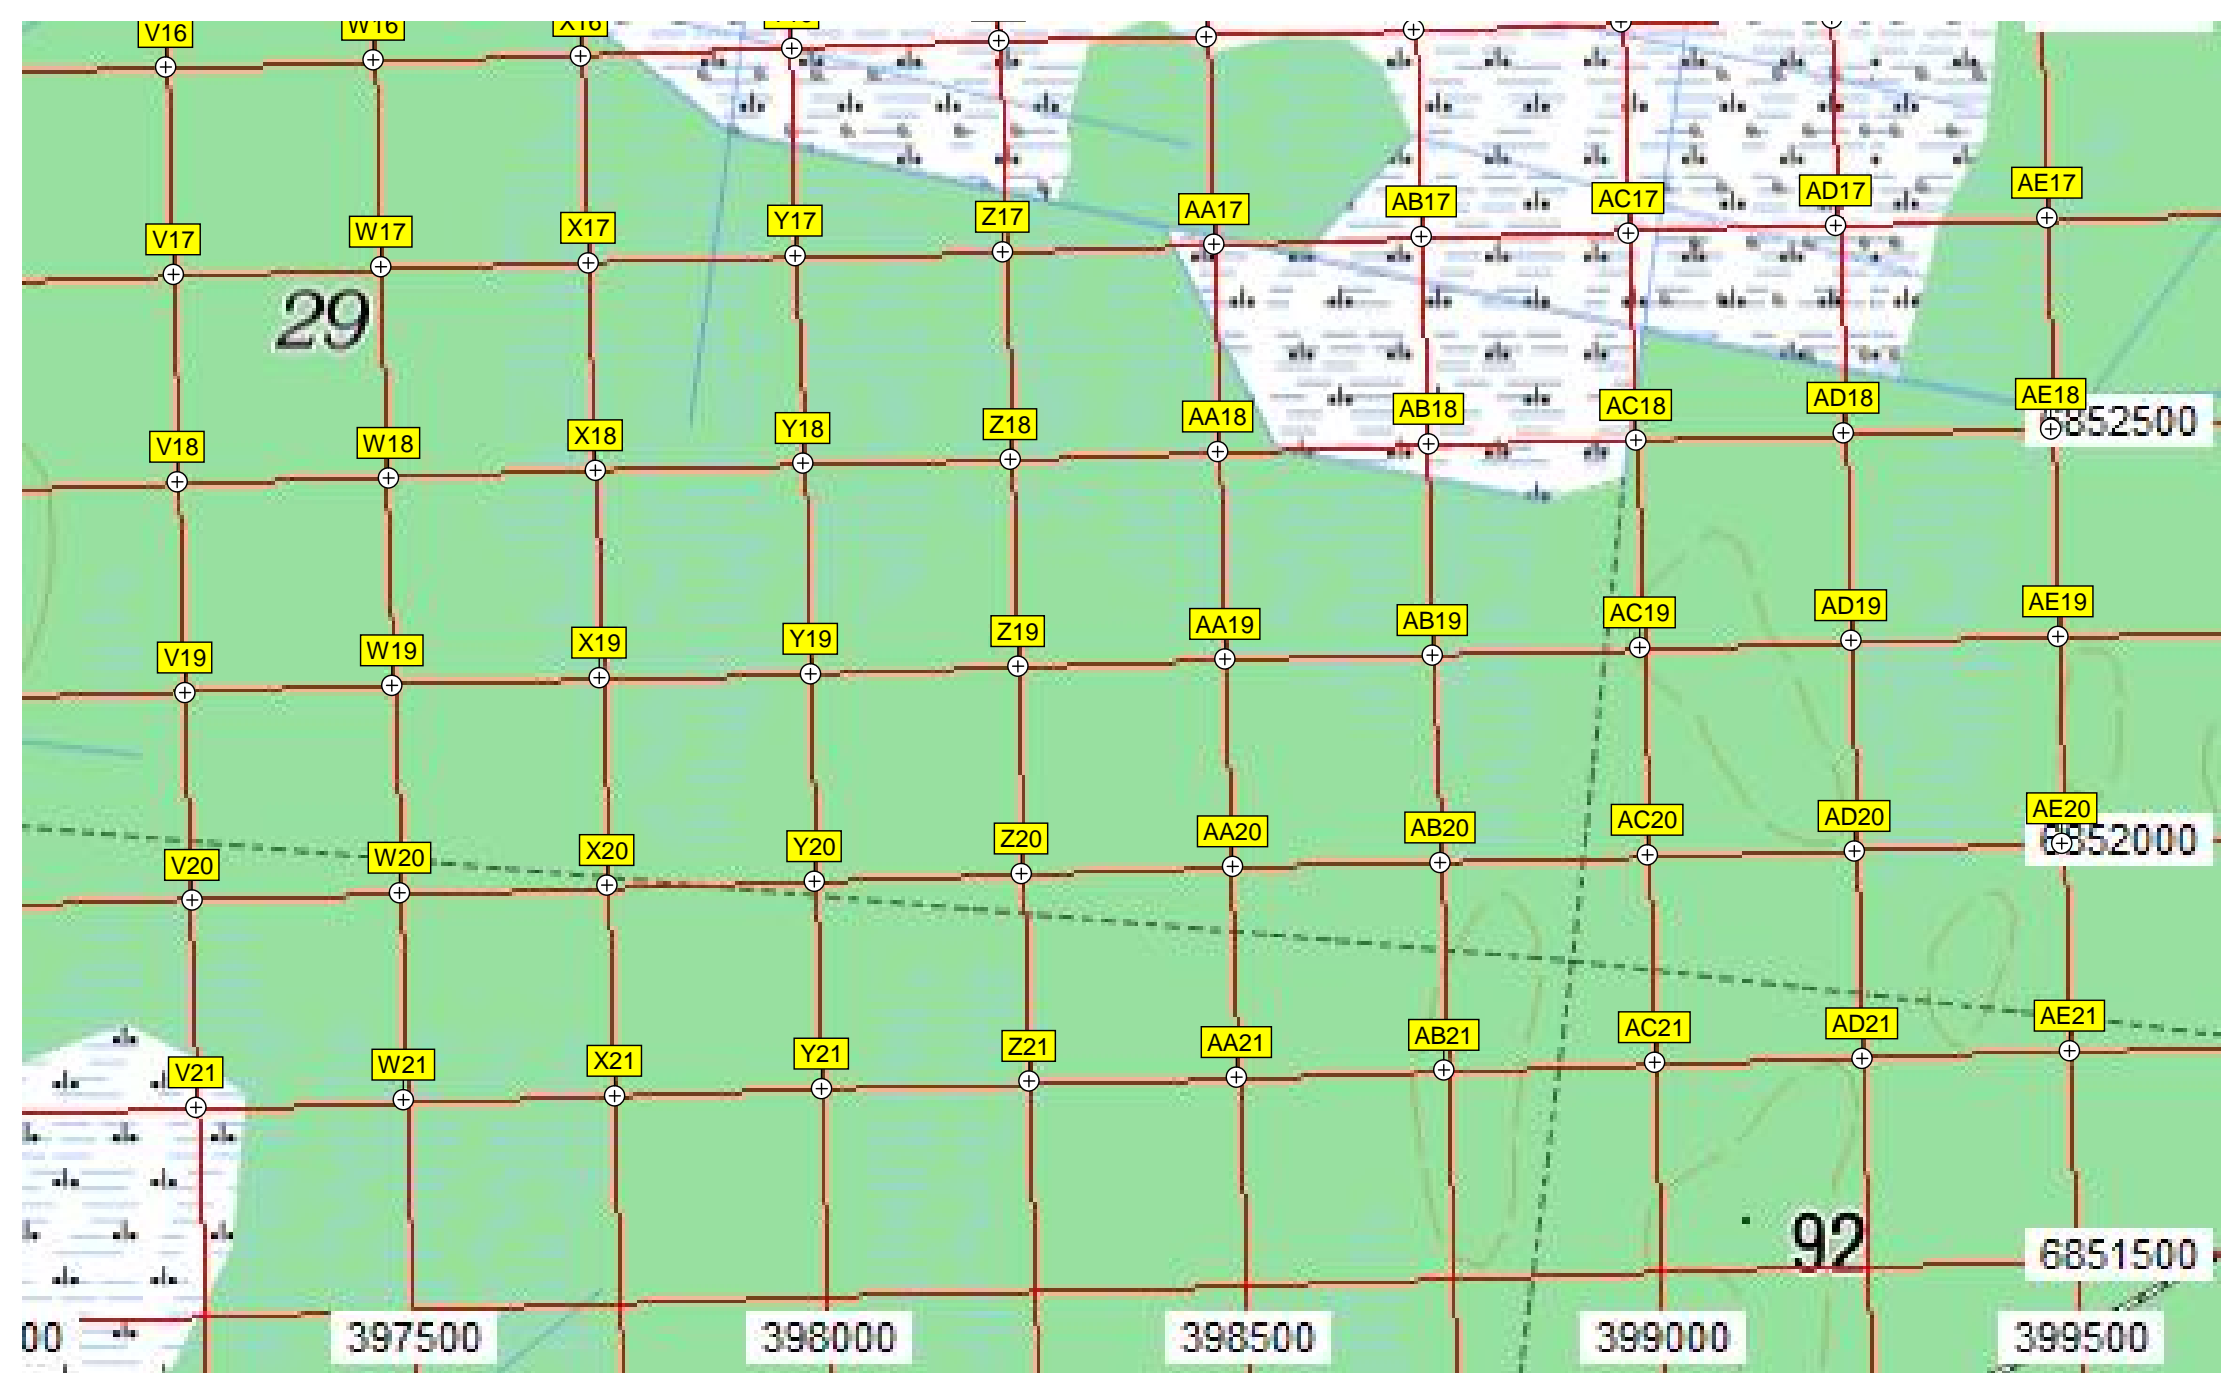 V16 W16 X16
V17 W17 X17 Y17 Z17 AA17 AB17 AC17 AD17 AE17
29
V18 W18 X18 Y18 Z18 AA18 AB18 AC18 AD18 AE18
6852500
V19 W19 X19 Y19 Z19 AA19 AB19 AC19 AD19 AE19
V20 W20 X20 Y20 Z20 AA20 AB20 AC20 AD20 AE20
6852000
V21 W21 X21 Y21 Z21 AA21 AB21 AC21 AD21 AE21
92
6851500
00 397500 398000 398500 399000 399500